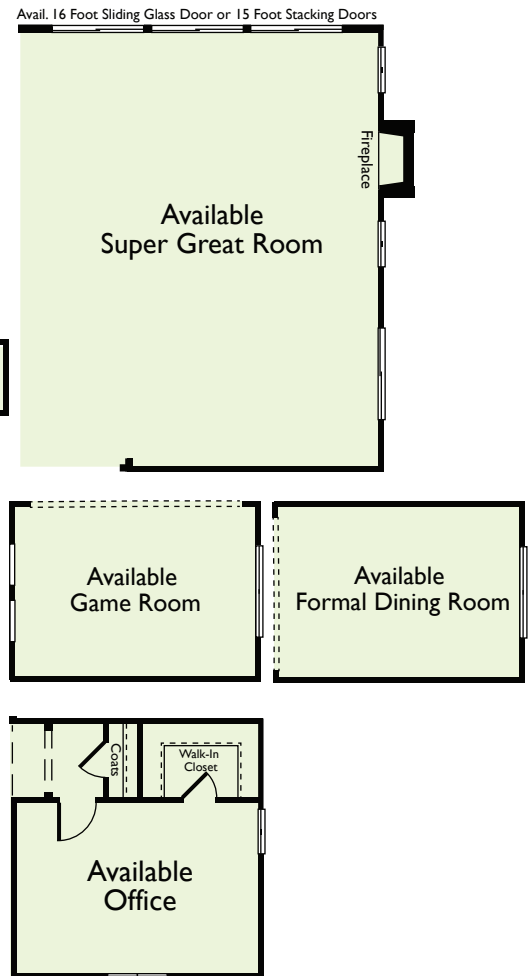 Avail. 16 Foot Sliding Glass Door or 15 Foot Stacking Doors
Fireplace
Available
Super Great Room
Available
Game Room
Available
Formal Dining Room
Coats
Walk-In
Closet
Available
Office